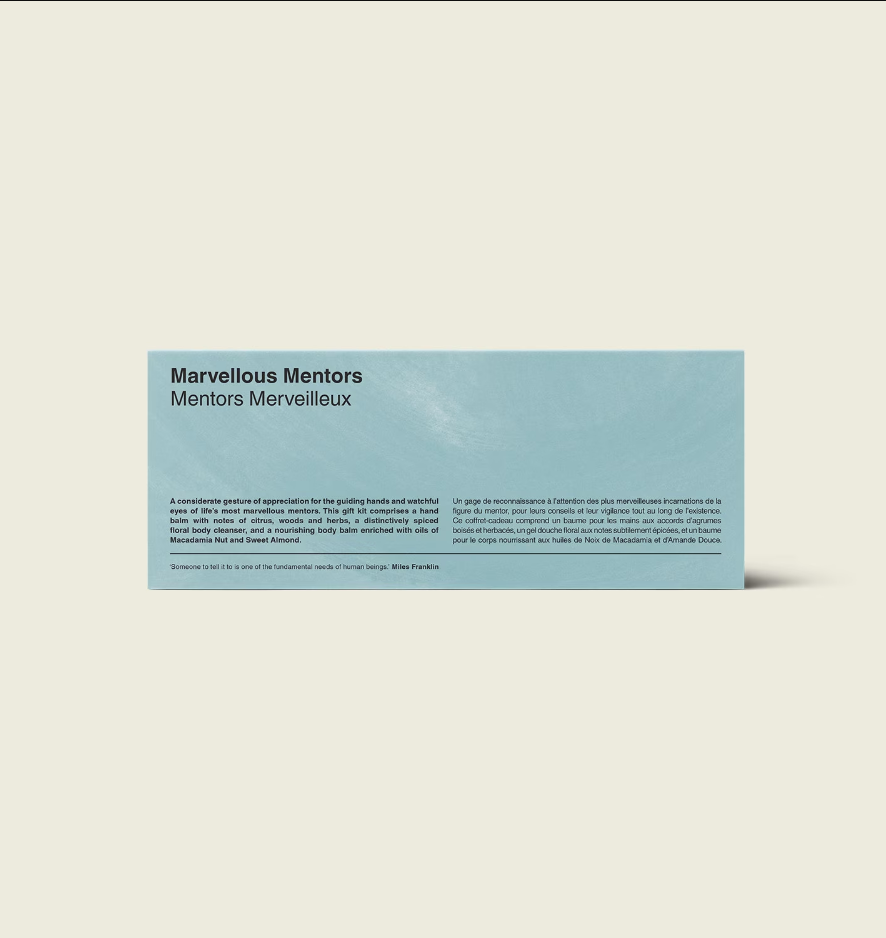 Marvellous Mentors
Mentors Merveilleux
A considerate gesture of appreciation for the guiding hands and watchful
eyes of life's most marvellous mentors. This gift kit comprises a hand
balm with notes of citrus, woods and herbs, a distinctively spiced
floral body cleanser, and a nourishing body balm enriched with oils of
Macadamia Nut and Sweet Almond.
Un gage de reconnaissance à l'attention des plus merveilleuses incarnations de la
figure du mentor, pour leurs conseils et leur vigilance tout au long de l'existence.
Ce coffret-cadeau comprend un baume pour les mains aux accords d'agrumes
boisés et herbacés, un gel douche floral aux notes subtilement épicées, et un baume
pour le corps nourrissant aux huiles de Noix de Macadamia et d'Amande Douce.
'Someone to tell it to is one of the fundamental needs of human beings.' Miles Franklin